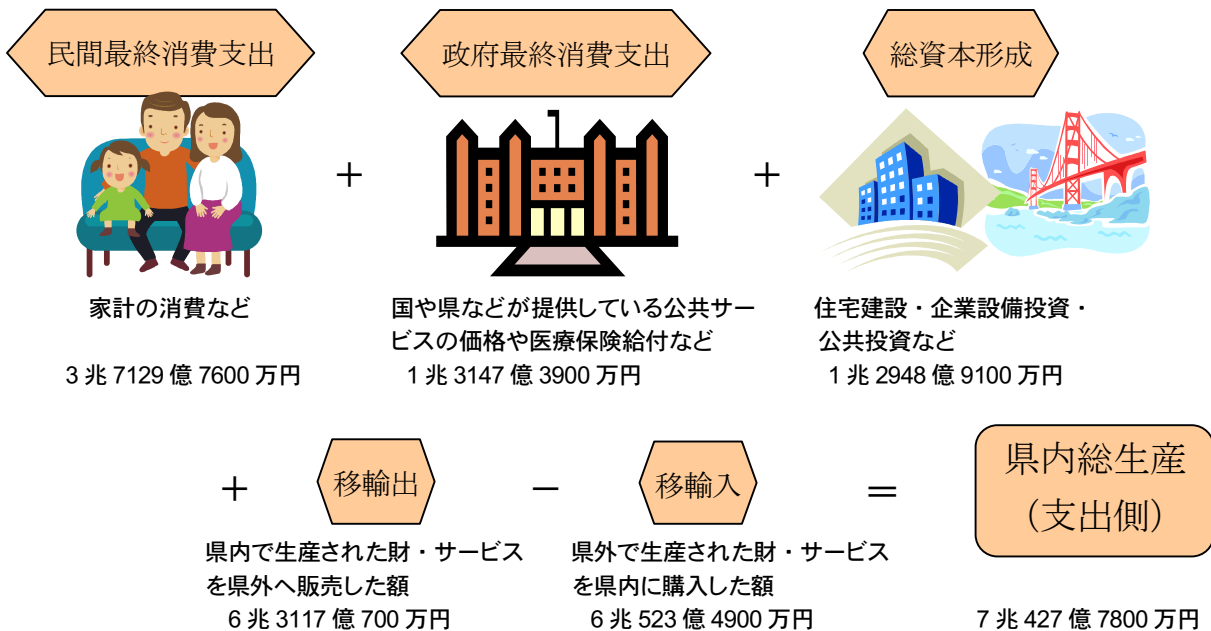 民間最終消費支出
政府最終消費支出
総資本形成
+
+
家計の消費など
国や県などが提供している公共サー
ビスの価格や医療保険給付など
住宅建設・企業設備投資・
公共投資など
3 兆 7129 億 7600 万円
1 兆 3147 億 3900 万円
1 兆 2948 億 9100 万円
+
移輸出
−
移輸入
=
県内総生産
（支出側）
県内で生産された財・サービス
を県外へ販売した額
県外で生産された財・サービス
を県内に購入した額
6 兆 3117 億 700 万円
6 兆 523 億 4900 万円
7 兆 427 億 7800 万円